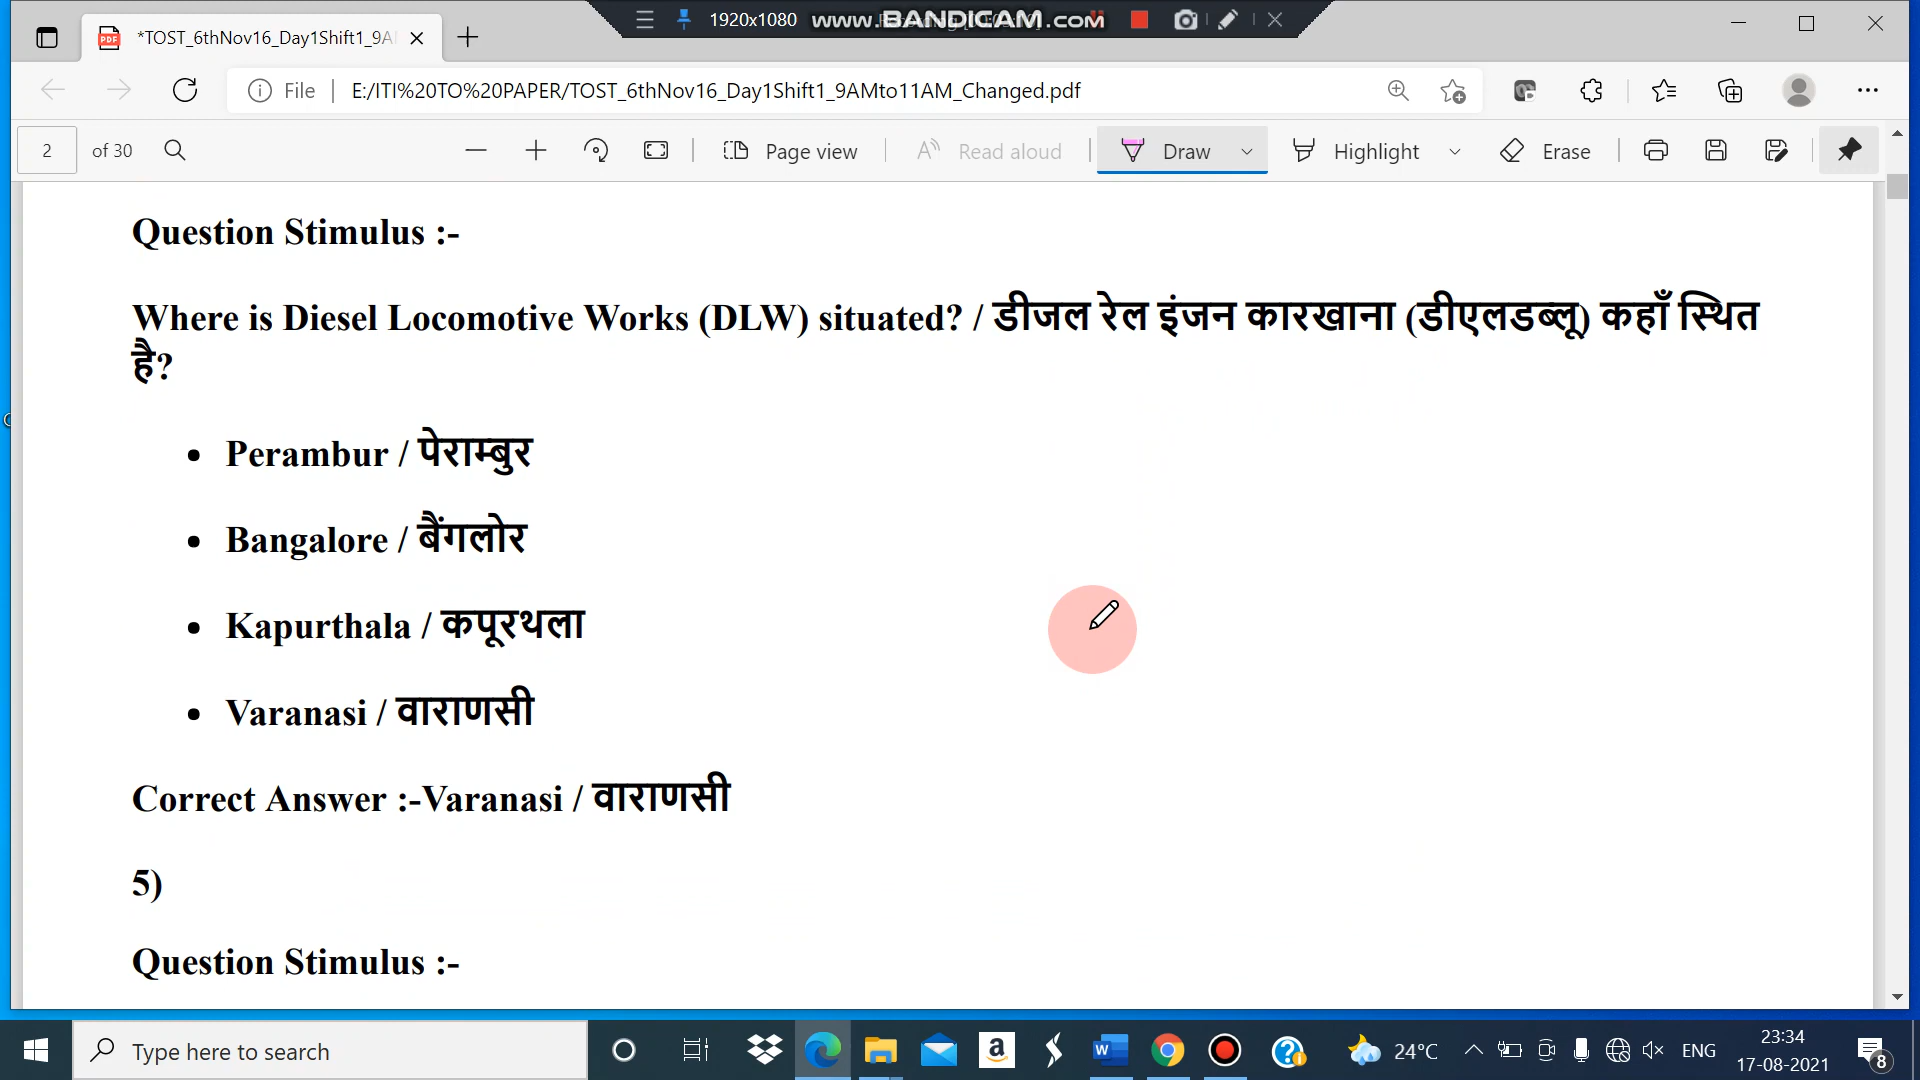 1920x1080
www.BANDICAM.com
*TOST_6thNov16_Day1Shift1_9A
File
E:/ITI%20TO%20PAPER/TOST_6thNov16_Day1Shift1_9AMto11AM_Changed.pdf
2 of 30
Page view
Read aloud
Draw
Highlight
Erase
Question Stimulus :-
Where is Diesel Locomotive Works (DLW) situated? / डीजल रेल इंजन कारखाना (डीएलडब्लू) कहाँ स्थित
है?
• Perambur / पेराम्बुर
• Bangalore / बैंगलोर
• Kapurthala / कपूरथला
• Varanasi / वाराणसी
Correct Answer :-Varanasi / वाराणसी
5)
Question Stimulus :-
Type here to search
24°C
ENG
23:34
17-08-2021
8